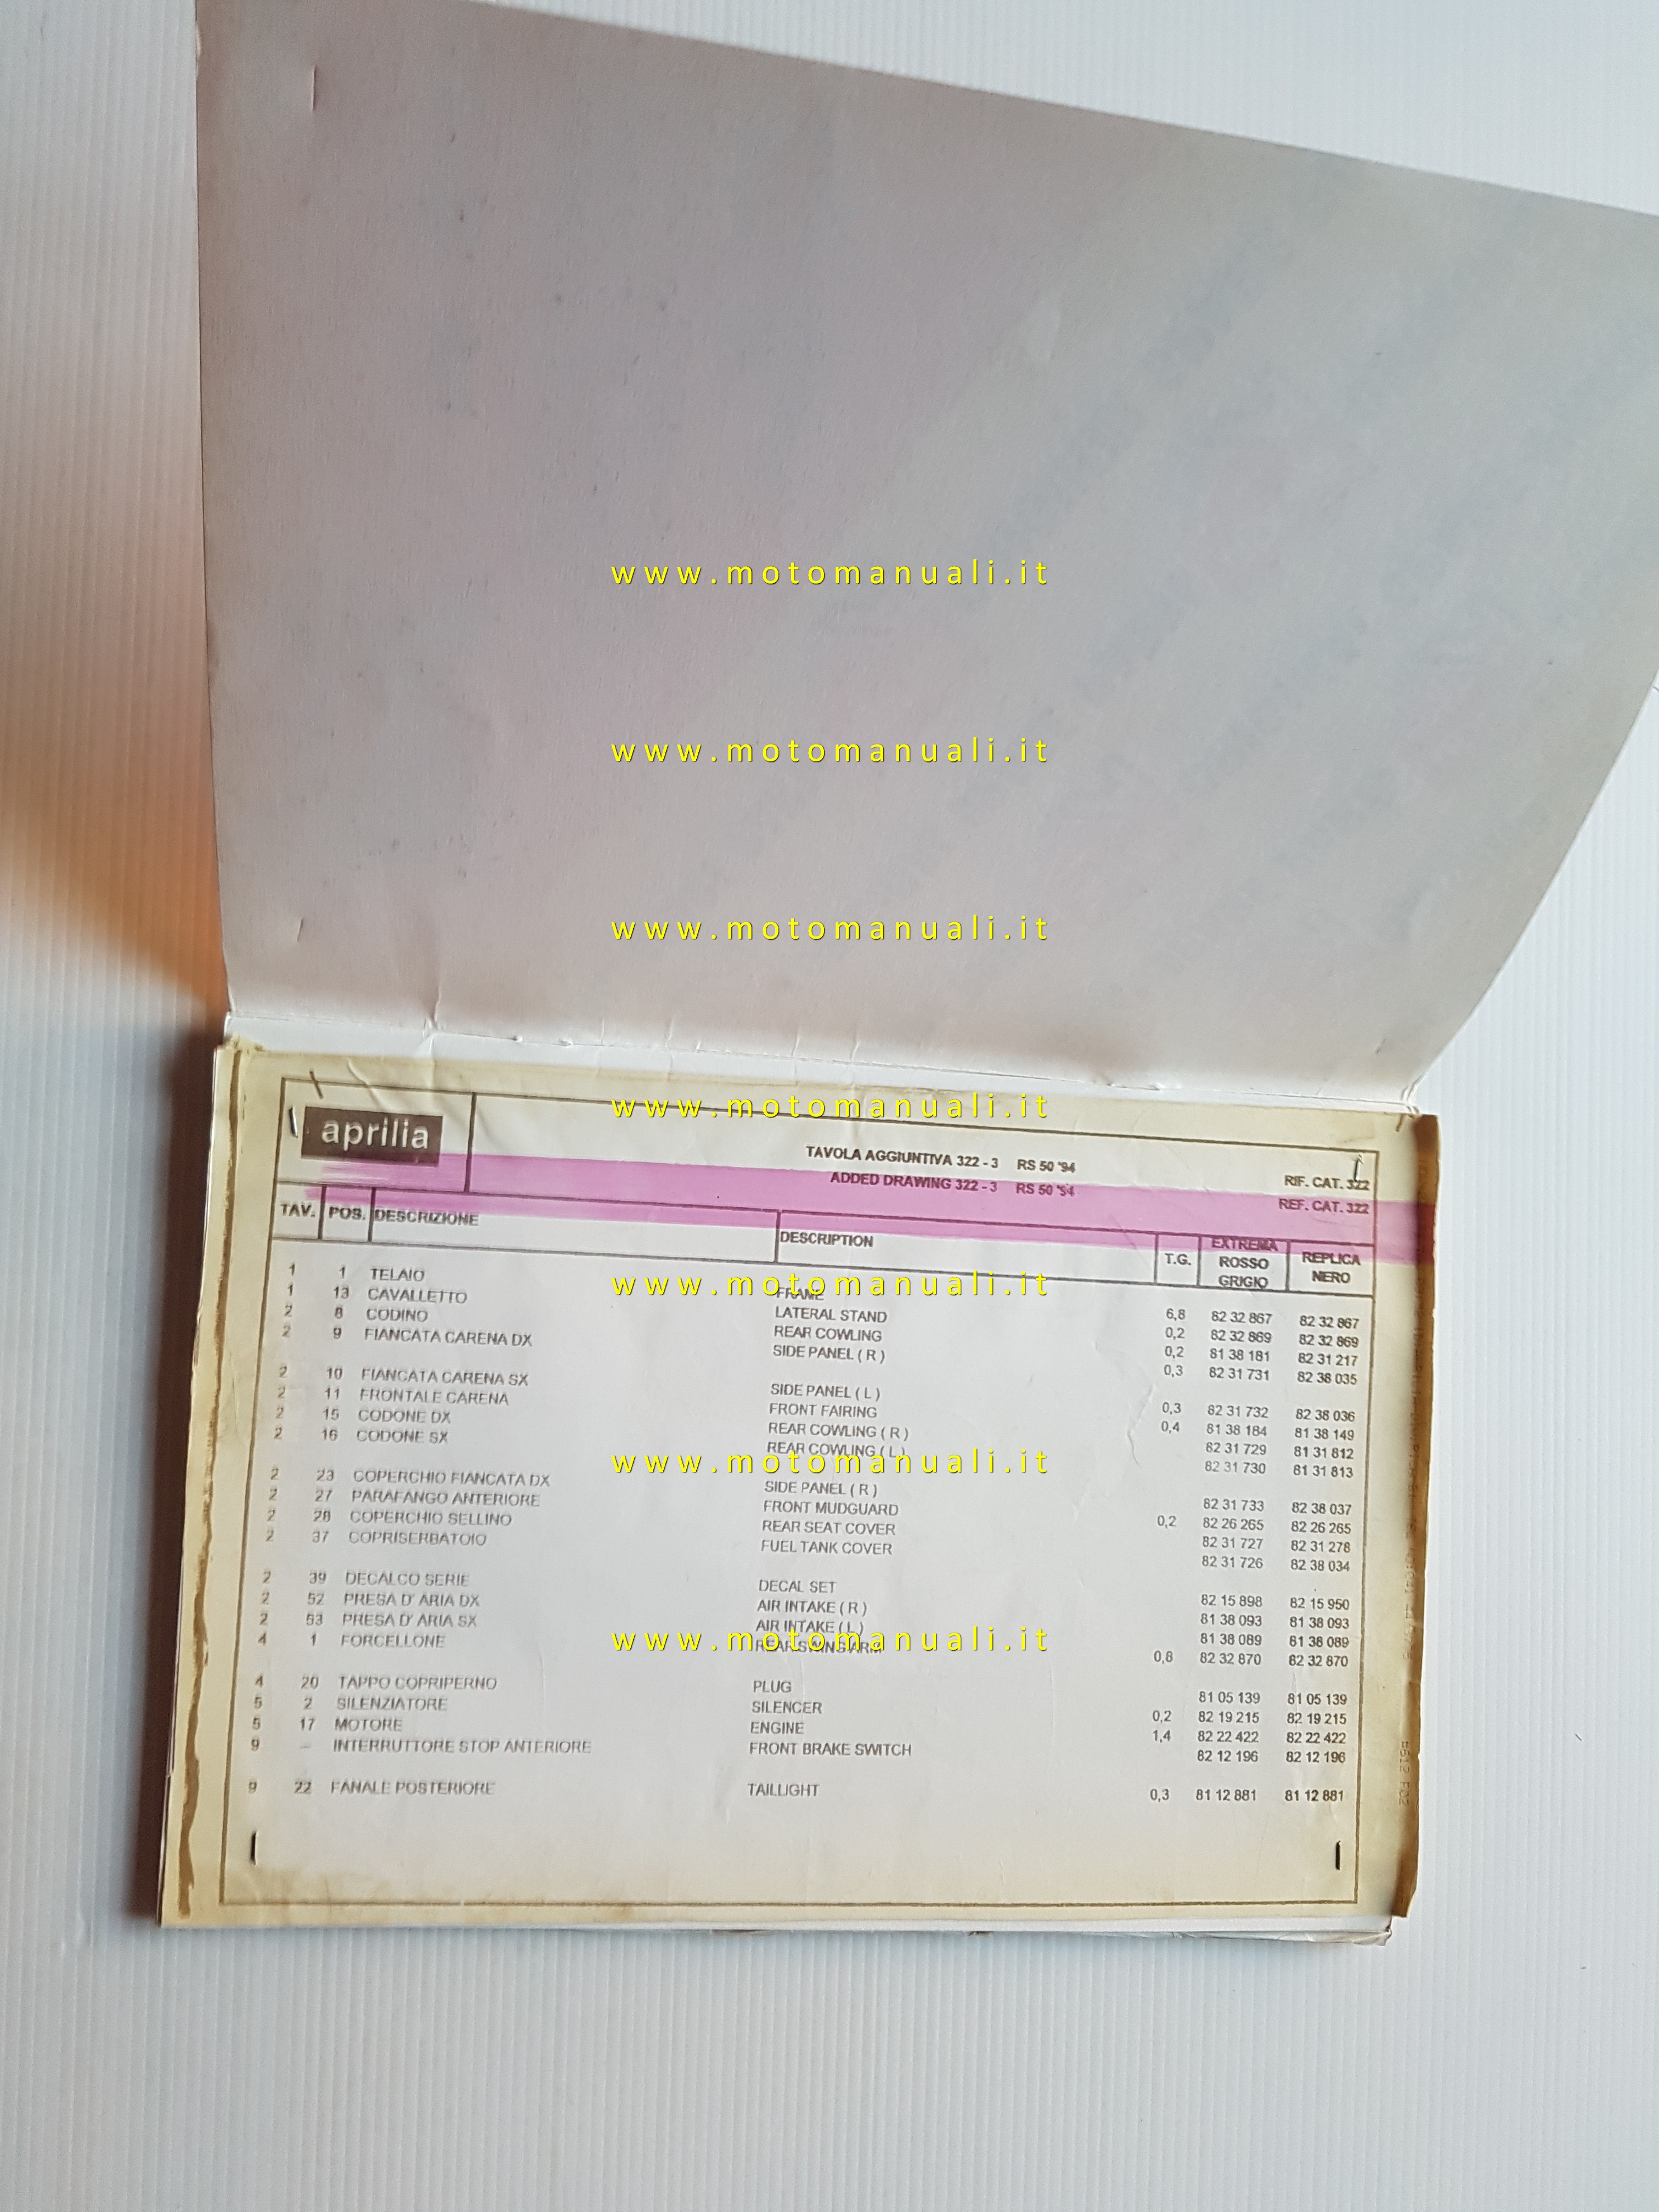 www.motomanuali.it
www.motomanuali.it
www.motomanuali.it
www.motomanuali.it
aprilia
TAVOLA AGGIUNTIVA 322 - 3 RS 50 '94 RIF. CAT. 322
ADDED DRAWING 322 - 3 RS 50 '94 REF. CAT. 322
TAV. POS. DESCRIZIONE DESCRIPTION T.G. EXTREMA ROSSO GRIGIO REPLICA NERO
1 1 TELAIO FRAME 6,8 82 32 867 82 32 867
www.motomanuali.it
1 13 CAVALLETTO LATERAL STAND 0,2 82 32 869 82 32 869
2 8 CODINO REAR COWLING 0,2 81 38 181 82 31 217
2 9 FIANCATA CARENA DX SIDE PANEL ( R ) 0,3 82 31 731 82 38 035
2 10 FIANCATA CARENA SX SIDE PANEL ( L ) 0,3 82 31 732 82 38 036
2 11 FRONTALE CARENA FRONT FAIRING 0,4 81 38 184 81 38 149
2 15 CODONE DX REAR COWLING ( R ) 82 31 729 81 31 812
2 16 CODONE SX REAR COWLING ( L ) 82 31 730 81 31 813
www.motomanuali.it
2 23 COPERCHIO FIANCATA DX SIDE PANEL ( R ) 82 31 733 82 38 037
2 27 PARAFANGO ANTERIORE FRONT MUDGUARD 0,2 82 26 265 82 26 265
2 28 COPERCHIO SELLINO REAR SEAT COVER 82 31 727 82 31 278
2 37 COPRISERBATOIO FUEL TANK COVER 82 31 726 82 38 034
2 39 DECALCO SERIE DECAL SET 82 15 898 82 15 950
2 52 PRESA D' ARIA DX AIR INTAKE ( R ) 81 38 093 81 38 093
2 53 PRESA D' ARIA SX AIR INTAKE ( L ) 81 38 089 81 38 089
4 1 FORCELLONE REAR SWING ARM 0,8 82 32 870 82 32 870
www.motomanuali.it
4 20 TAPPO COPRIPERNO PLUG 81 05 139 81 05 139
5 2 SILENZIATORE SILENCER 0,2 82 19 215 82 19 215
5 17 MOTORE ENGINE 1,4 82 22 422 82 22 422
9 – INTERRUTTORE STOP ANTERIORE FRONT BRAKE SWITCH 82 12 196 82 12 196
9 22 FANALE POSTERIORE TAILLIGHT 0,3 81 12 881 81 12 881